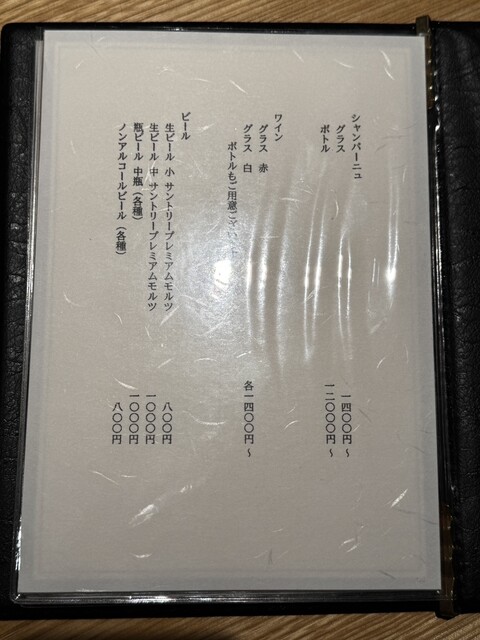 シャンパーニュ
グラス 一四〇〇円～
ボトル 一二〇〇〇円～
ワイン
グラス 赤
グラス 白 各一四〇〇円～
ボトルもご用意ござい
ビール
生ビール 小 サントリープレミアムモルツ 八〇〇円
生ビール 中 サントリープレミアムモルツ 一〇〇〇円
瓶ビール 中瓶（各種） 一〇〇〇円
ノンアルコールビール（各種） 八〇〇円